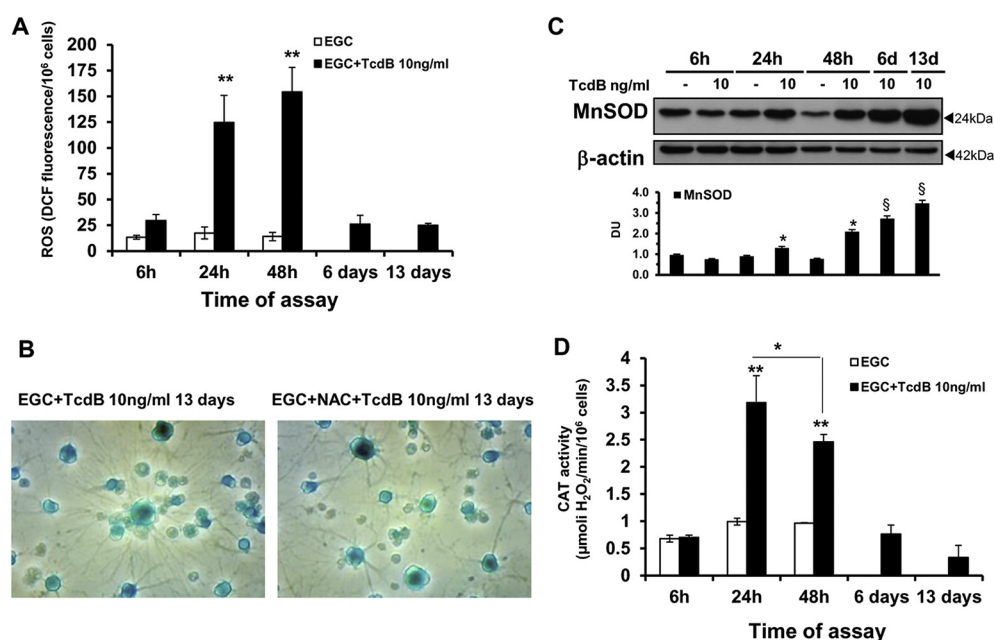 A
ROS (DCF fluorescence/10⁶ cells)
200
175
150
125
100
75
50
25
0
EGC
EGC+TcdB 10ng/ml
**
**
6h 24h 48h 6 days 13 days
Time of assay
B
EGC+TcdB 10ng/ml 13 days
EGC+NAC+TcdB 10ng/ml 13 days
C
6h 24h 48h 6d 13d
TcdB ng/ml - 10 - 10 - 10 10 10
MnSOD
◄24kDa
β-actin
◄42kDa
DU
4.0
3.0
2.0
1.0
0.0
MnSOD
*
*
§
§
D
CAT activity
(μmoli H₂O₂/min/10⁶ cells)
4
3.5
3
2.5
2
1.5
1
0.5
0
*
**
**
EGC
EGC+TcdB 10ng/ml
6h 24h 48h 6 days 13 days
Time of assay